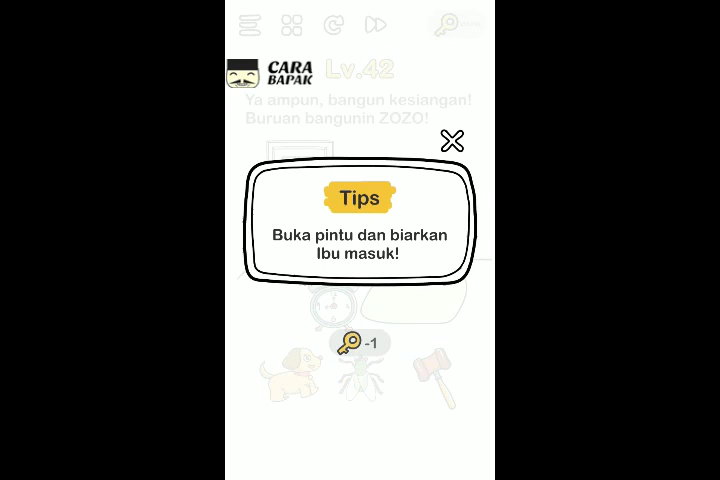 CARA
BAPAK
Lv.42
Ya ampun, bangun kesiangan!
Buruan bangunin ZOZO!
Tips
Buka pintu dan biarkan
Ibu masuk!
-1